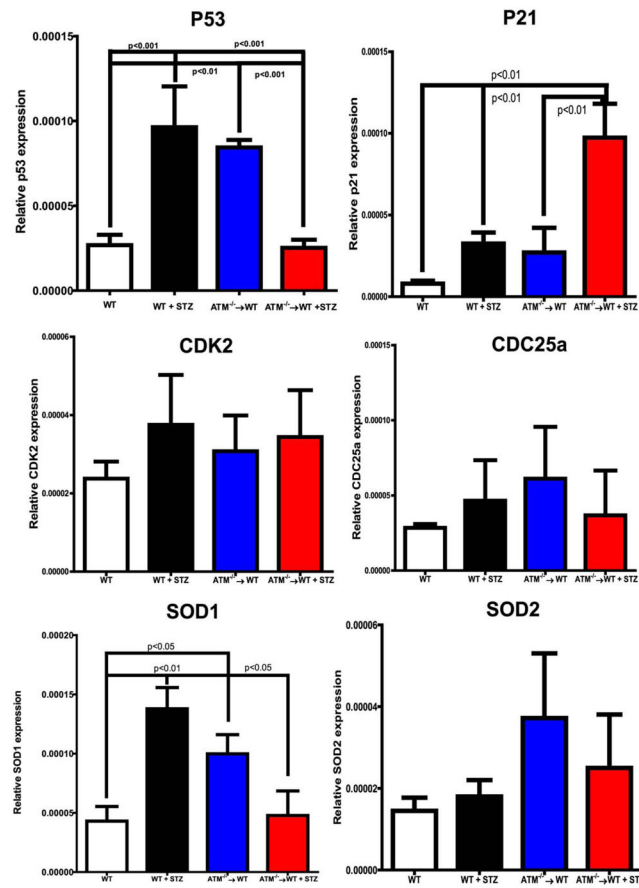 P53
Relative p53 expression
0.00015
0.00010
0.00005
0.00000
p<0.001
p<0.001
p<0.01
p<0.001
WT
WT + STZ
ATM⁻/⁻→WT
ATM⁻/⁻→WT +STZ
P21
Relative p21 expression
0.00015
0.00010
0.00005
0.00000
p<0.01
p<0.01
p<0.01
WT
WT + STZ
ATM⁻/⁻→WT
ATM⁻/⁻→WT +STZ
CDK2
Relative CDK2 expression
0.00006
0.00004
0.00002
0.00000
WT
WT + STZ
ATM⁻/⁻→ WT
ATM⁻/⁻→WT + STZ
CDC25a
Relative CDC25a expression
0.00015
0.00010
0.00005
0.00000
WT
WT + STZ
ATM⁻/⁻→ WT
ATM⁻/⁻→WT + STZ
SOD1
Relative SOD1 expression
0.00020
0.00015
0.00010
0.00005
0.00000
p<0.05
p<0.01
p<0.05
WT
WT + STZ
ATM⁻/⁻→ WT
ATM⁻/⁻→WT + STZ
SOD2
Relative SOD2 expression
0.00006
0.00004
0.00002
0.00000
WT
WT + STZ
ATM⁻/⁻→ WT
ATM⁻/⁻→WT + STZ